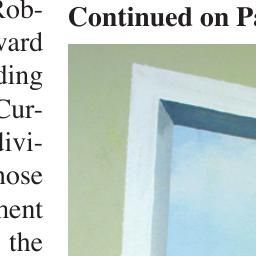 Rob-
ward
ding
Cur-
divi-
hose
ment
the
Continued on Pa